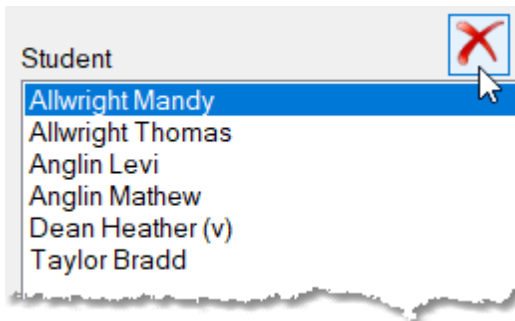 Student
Allwright Mandy
Allwright Thomas
Anglin Levi
Anglin Mathew
Dean Heather (v)
Taylor Bradd